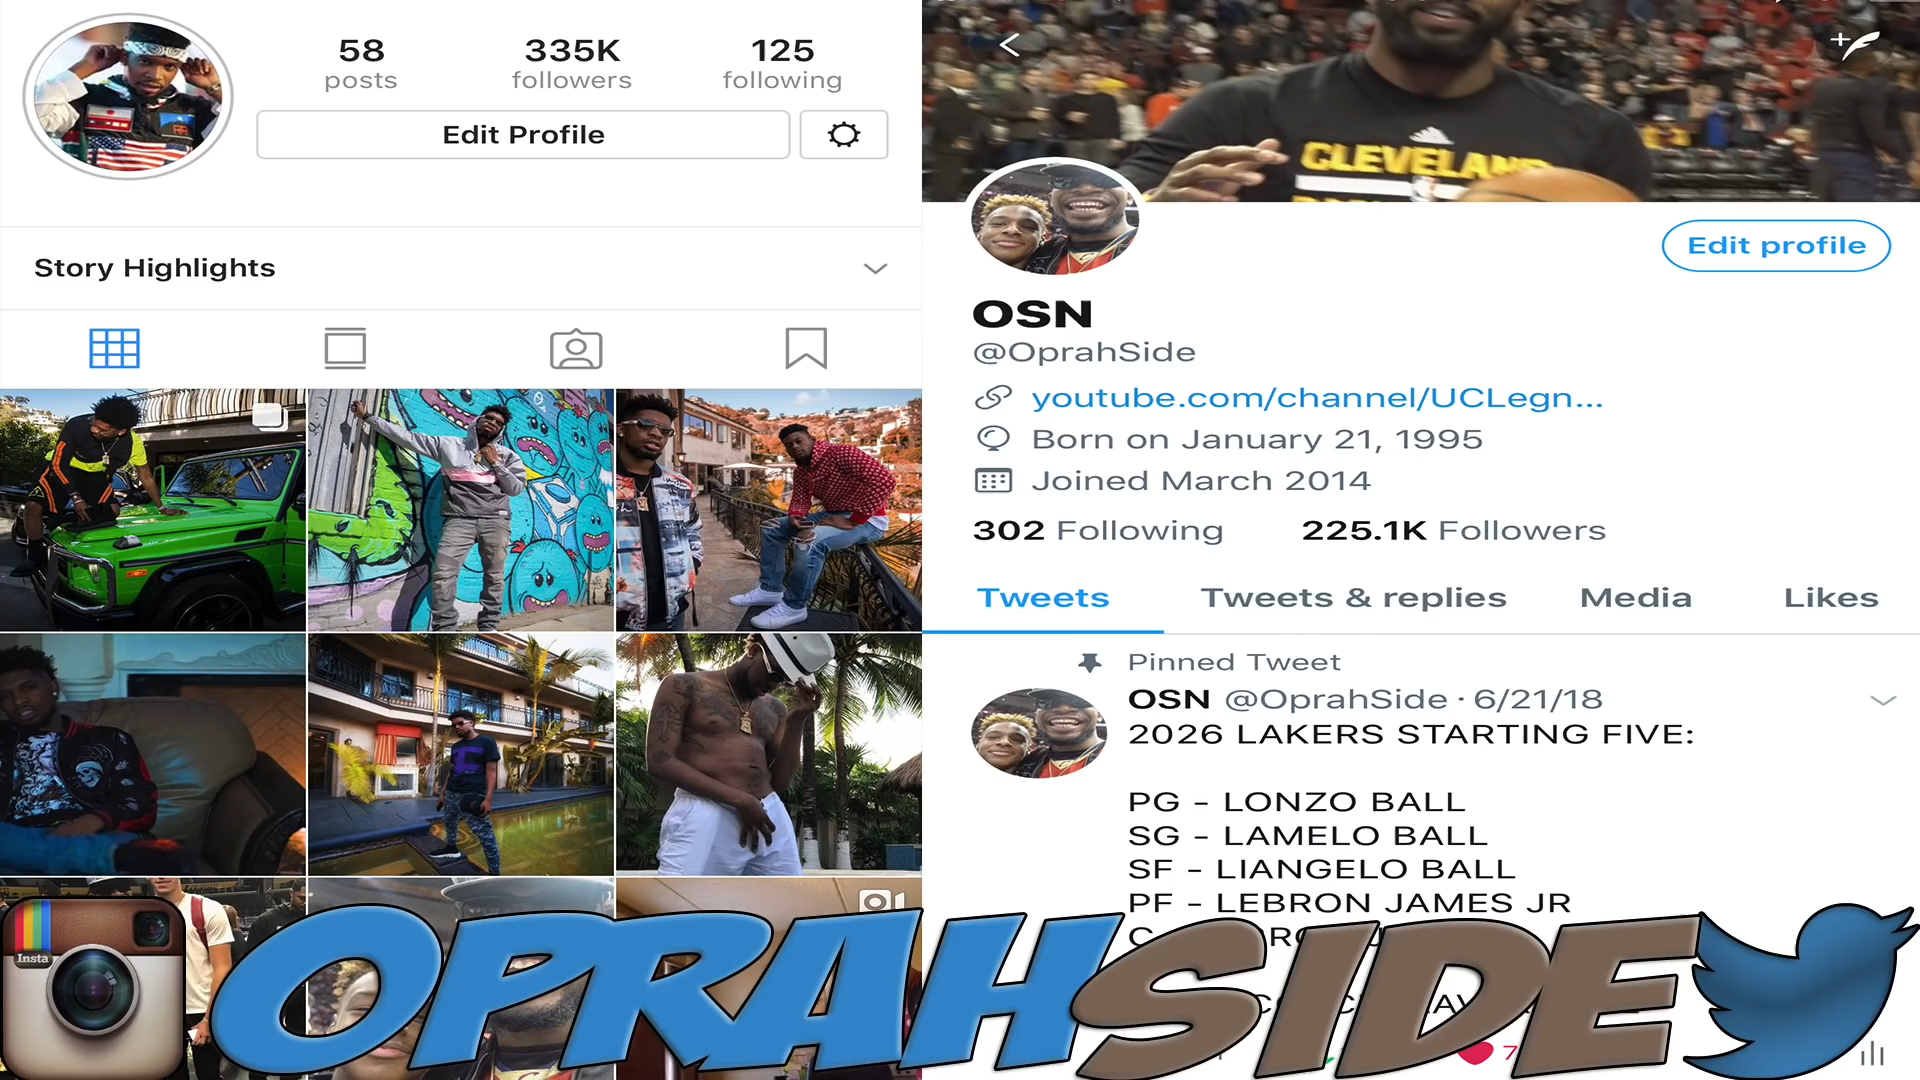 58
posts
335K
followers
125
following
Edit Profile
Story Highlights
CLEVELAND
Edit profile
OSN
@OprahSide
youtube.com/channel/UCLegn...
Born on January 21, 1995
Joined March 2014
302 Following
225.1K Followers
Tweets
Tweets & replies
Media
Likes
Pinned Tweet
OSN @OprahSide · 6/21/18
2026 LAKERS STARTING FIVE:
PG - LONZO BALL
SG - LAMELO BALL
SF - LIANGELO BALL
PF - LEBRON JAMES JR
Insta
OPRAHSIDE